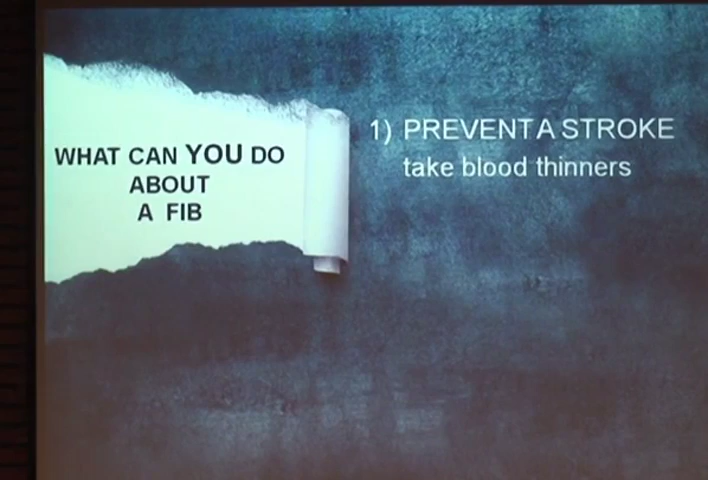 WHAT CAN YOU DO
ABOUT
A FIB
1) PREVENT A STROKE
take blood thinners